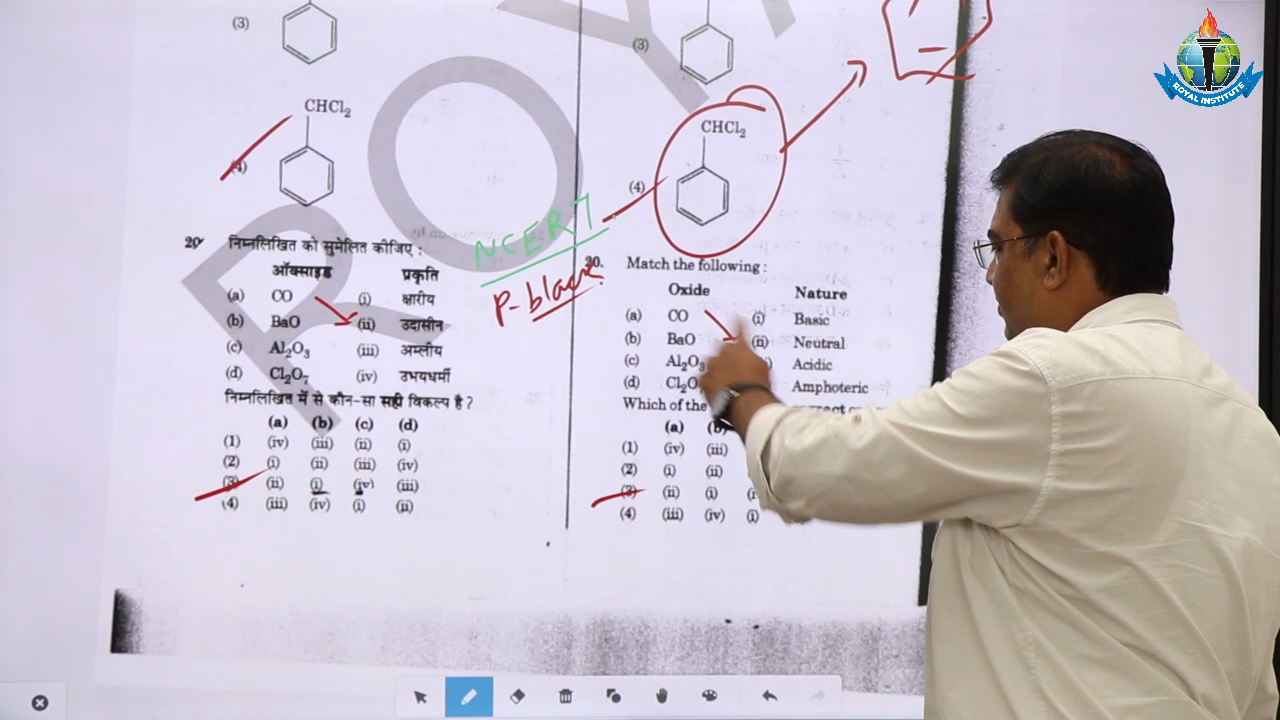 (3)
CHCl2
(4)
20 निम्नलिखित को सुमेलित कीजिए :
ऑक्साइड प्रकृति
(a) CO (i) क्षारीय
(b) BaO (ii) उदासीन
(c) Al2O3 (iii) अम्लीय
(d) Cl2O7 (iv) उभयधर्मी
निम्नलिखित में से कौन-सा सही विकल्प है ?
(a) (b) (c) (d)
(1) (iv) (iii) (ii) (i)
(2) (i) (ii) (iii) (iv)
(3) (ii) (i) (iv) (iii)
(4) (iii) (iv) (i) (ii)
NCERT
(3)
CHCl2
(4)
20. Match the following :
Oxide Nature
(a) CO (i) Basic
(b) BaO (ii) Neutral
(c) Al2O3 Acidic
(d) Amphoteric
Which of the
(a)
(1) (iv) (iii)
(2) (i) (ii)
(3) (ii) (i)
(4) (iii) (iv) (i)
ROY
ROYAL INSTITUTE